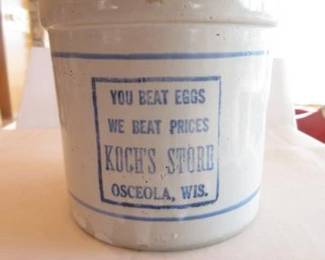 YOU BEAT EGGS
WE BEAT PRICES
KOCH'S STORE
OSCEOLA, WIS.